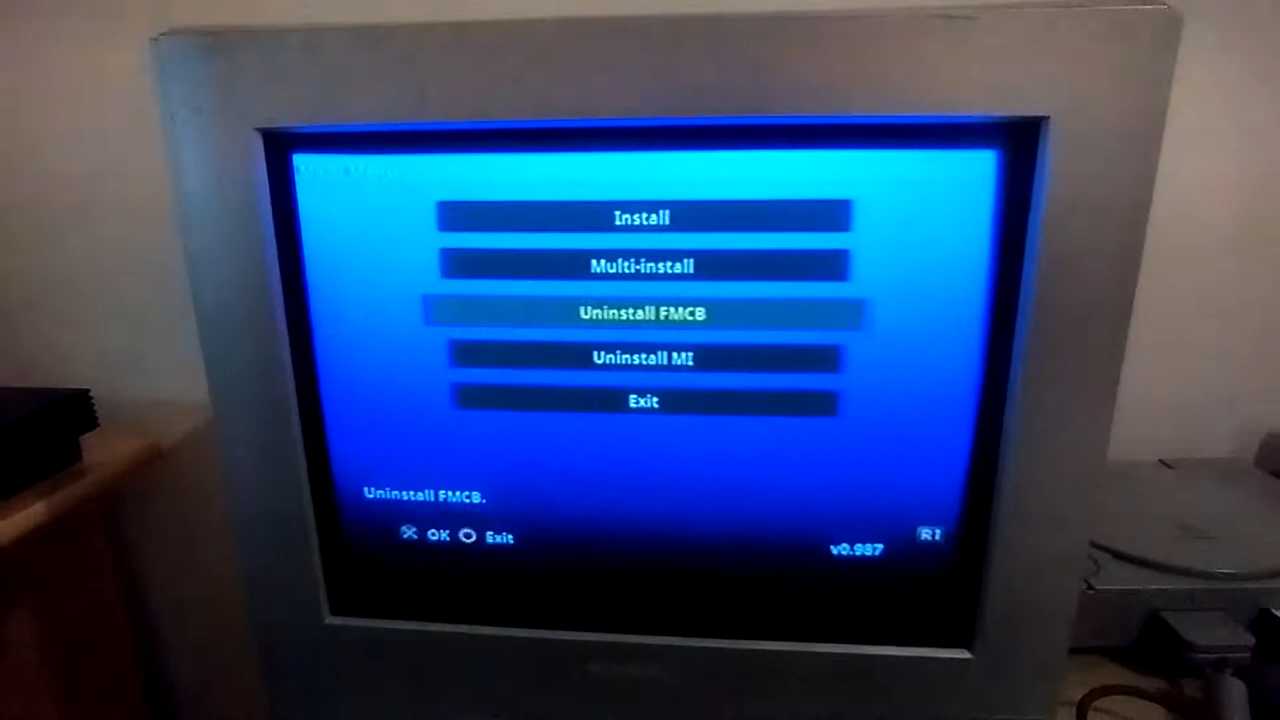 Install
Multi-install
Uninstall FMCB
Uninstall MI
Exit
Uninstall FMCB.
OK Exit
v0.987
R1